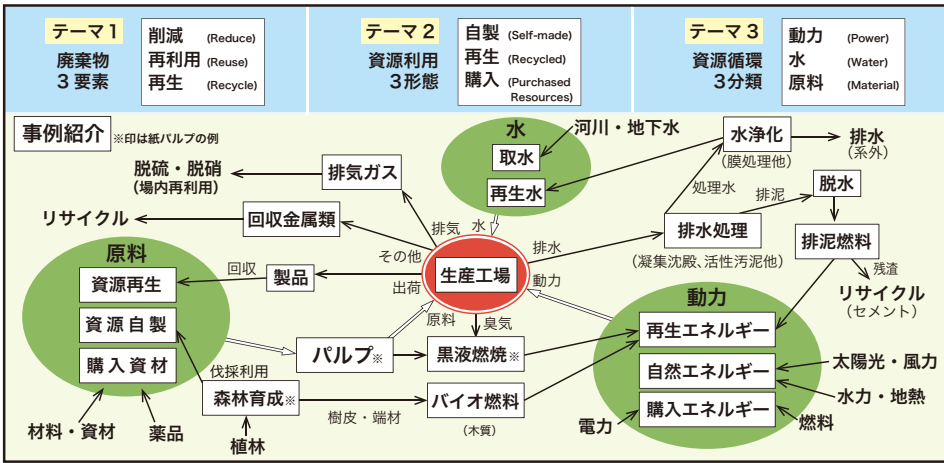 テーマ1
廃棄物
3要素
削減 (Reduce)
再利用 (Reuse)
再生 (Recycle)
テーマ2
資源利用
3形態
自製 (Self-made)
再生 (Recycled)
購入 (Purchased
Resources)
テーマ3
資源循環
3分類
動力 (Power)
水 (Water)
原料 (Material)
事例紹介 ※印は紙パルプの例
水
取水
再生水
河川・地下水
水浄化
(膜処理他)
排水
(系外)
脱硫・脱硝
(場内再利用)
排気ガス
処理水
排泥
脱水
リサイクル
回収金属類
排気
水
その他
排水
排水処理
(凝集沈殿、活性汚泥他)
排泥燃料
残渣
リサイクル
(セメント)
原料
資源再生
資源自製
購入資材
回収
製品
出荷
生産工場
動力
原料
臭気
パルプ※
黒液燃焼※
動力
再生エネルギー
自然エネルギー
購入エネルギー
太陽光・風力
水力・地熱
燃料
電力
伐採利用
森林育成※
樹皮・端材
バイオ燃料
(木質)
材料・資材
薬品
植林